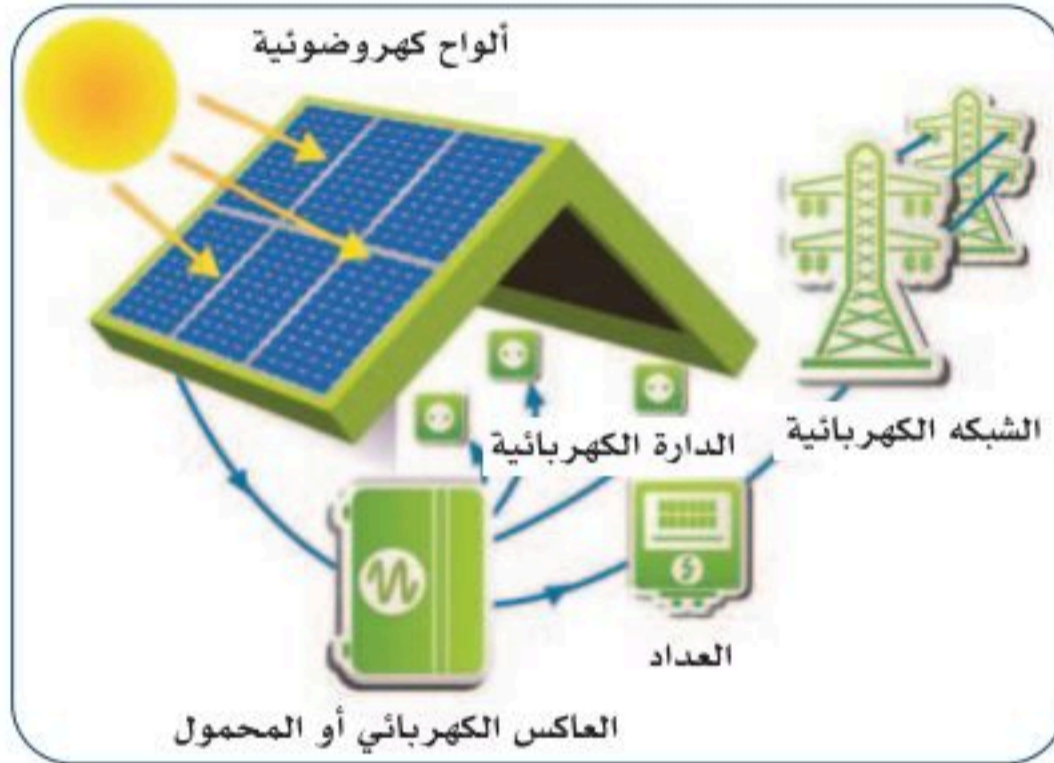 ألواح كهروضوئية
الدارة الكهربائية
الشبكه الكهربائية
العداد
العاكس الكهربائي أو المحمول